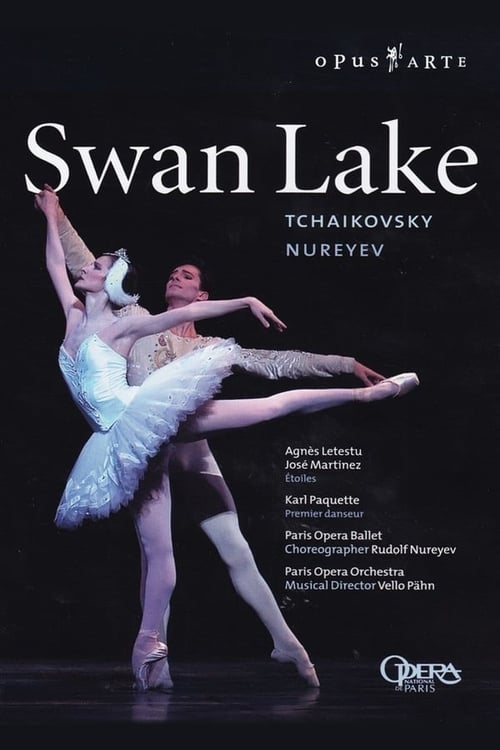 OPUS ARTE
Swan Lake
TCHAIKOVSKY
NUREYEV
Agnès Letestu
José Martinez
Étoiles
Karl Paquette
Premier danseur
Paris Opera Ballet
Choreographer Rudolf Nureyev
Paris Opera Orchestra
Musical Director Vello Pähn
OPERA
NATIONAL
DE PARIS